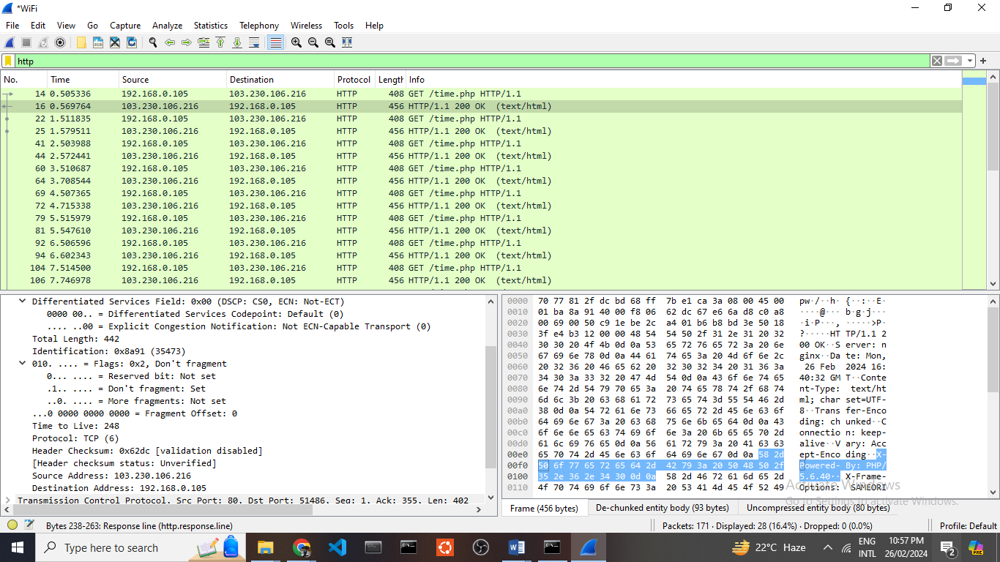 *WiFi
File Edit View Go Capture Analyze Statistics Telephony Wireless Tools Help
http
No. Time Source Destination Protocol Length Info
14 0.505336 192.168.0.105 103.230.106.216 HTTP 408 GET /time.php HTTP/1.1
16 0.569764 103.230.106.216 192.168.0.105 HTTP 456 HTTP/1.1 200 OK (text/html)
22 1.511835 192.168.0.105 103.230.106.216 HTTP 408 GET /time.php HTTP/1.1
25 1.579511 103.230.106.216 192.168.0.105 HTTP 456 HTTP/1.1 200 OK (text/html)
41 2.503988 192.168.0.105 103.230.106.216 HTTP 408 GET /time.php HTTP/1.1
44 2.572441 103.230.106.216 192.168.0.105 HTTP 456 HTTP/1.1 200 OK (text/html)
60 3.510687 192.168.0.105 103.230.106.216 HTTP 408 GET /time.php HTTP/1.1
64 3.708544 103.230.106.216 192.168.0.105 HTTP 456 HTTP/1.1 200 OK (text/html)
69 4.507365 192.168.0.105 103.230.106.216 HTTP 408 GET /time.php HTTP/1.1
72 4.715338 103.230.106.216 192.168.0.105 HTTP 456 HTTP/1.1 200 OK (text/html)
79 5.515979 192.168.0.105 103.230.106.216 HTTP 408 GET /time.php HTTP/1.1
81 5.547610 103.230.106.216 192.168.0.105 HTTP 456 HTTP/1.1 200 OK (text/html)
92 6.506596 192.168.0.105 103.230.106.216 HTTP 408 GET /time.php HTTP/1.1
94 6.602343 103.230.106.216 192.168.0.105 HTTP 456 HTTP/1.1 200 OK (text/html)
104 7.514500 192.168.0.105 103.230.106.216 HTTP 408 GET /time.php HTTP/1.1
106 7.746978 103.230.106.216 192.168.0.105 HTTP 456 HTTP/1.1 200 OK (text/html)
Differentiated Services Field: 0x00 (DSCP: CS0, ECN: Not-ECT)
0000 00.. = Differentiated Services Codepoint: Default (0)
.... ..00 = Explicit Congestion Notification: Not ECN-Capable Transport (0)
Total Length: 442
Identification: 0x8a91 (35473)
010. .... = Flags: 0x2, Don't fragment
0... .... = Reserved bit: Not set
.1.. .... = Don't fragment: Set
..0. .... = More fragments: Not set
...0 0000 0000 0000 = Fragment Offset: 0
Time to Live: 248
Protocol: TCP (6)
Header Checksum: 0x62dc [validation disabled]
[Header checksum status: Unverified]
Source Address: 103.230.106.216
Destination Address: 192.168.0.105
Transmission Control Protocol, Src Port: 80, Dst Port: 51486, Seq: 1, Ack: 355, Len: 402
0000 70 77 81 2f dc bd 68 ff 7b e1 ca 3a 08 00 45 00 pw·/··h· {··:··E·
0010 01 ba 8a 91 40 00 f8 06 62 dc 67 e6 6a d8 c0 a8 ····@··· b·g·j···
0020 00 69 00 50 c9 1e be 2c a4 01 b6 b8 bd 3e 50 18 ·i·P···, ·····>P·
0030 3f e4 b3 12 00 00 48 54 54 50 2f 31 2e 31 20 32 ?·····HT TP/1.1 2
0040 30 30 20 4f 4b 0d 0a 53 65 72 76 65 72 3a 20 6e 00 OK··S erver: n
0050 67 69 6e 78 0d 0a 44 61 74 65 3a 20 4d 6f 6e 2c ginx··Da te: Mon,
0060 20 32 36 20 46 65 62 20 32 30 32 34 20 31 36 3a 26 Feb 2024 16:
0070 34 30 3a 33 32 20 47 4d 54 0d 0a 43 6f 6e 74 65 40:32 GM T··Conte
0080 6e 74 2d 54 79 70 65 3a 20 74 65 78 74 2f 68 74 nt-Type: text/ht
0090 6d 6c 3b 20 63 68 61 72 73 65 74 3d 55 54 46 2d ml; char set=UTF-
00a0 38 0d 0a 54 72 61 6e 73 66 65 72 2d 45 6e 63 6f 8··Trans fer-Enco
00b0 64 69 6e 67 3a 20 63 68 75 6e 6b 65 64 0d 0a 43 ding: ch unked··C
00c0 6f 6e 6e 65 63 74 69 6f 6e 3a 20 6b 65 65 70 2d onnectio n: keep-
00d0 61 6c 69 76 65 0d 0a 56 61 72 79 3a 20 41 63 63 alive··V ary: Acc
00e0 65 70 74 2d 45 6e 63 6f 64 69 6e 67 0d 0a 58 2d ept-Enco ding··X-
00f0 50 6f 77 65 72 65 64 2d 42 79 3a 20 50 48 50 2f Powered- By: PHP/
0100 35 2e 36 2e 34 30 0d 0a 58 2d 46 72 61 6d 65 2d 5.6.40·· X-Frame-
0110 4f 70 74 69 6f 6e 73 3a 20 53 41 4d 45 4f 52 49 Options: SAMEORI
Activate Windows
Go to Settings to activate Windows.
Frame (456 bytes) De-chunked entity body (93 bytes) Uncompressed entity body (80 bytes)
Bytes 238-263: Response line (http.response.line) Packets: 171 · Displayed: 28 (16.4%) · Dropped: 0 (0.0%) Profile: Default
Type here to search
22°C Haze
ENG
INTL
10:57 PM
26/02/2024
2
PRE